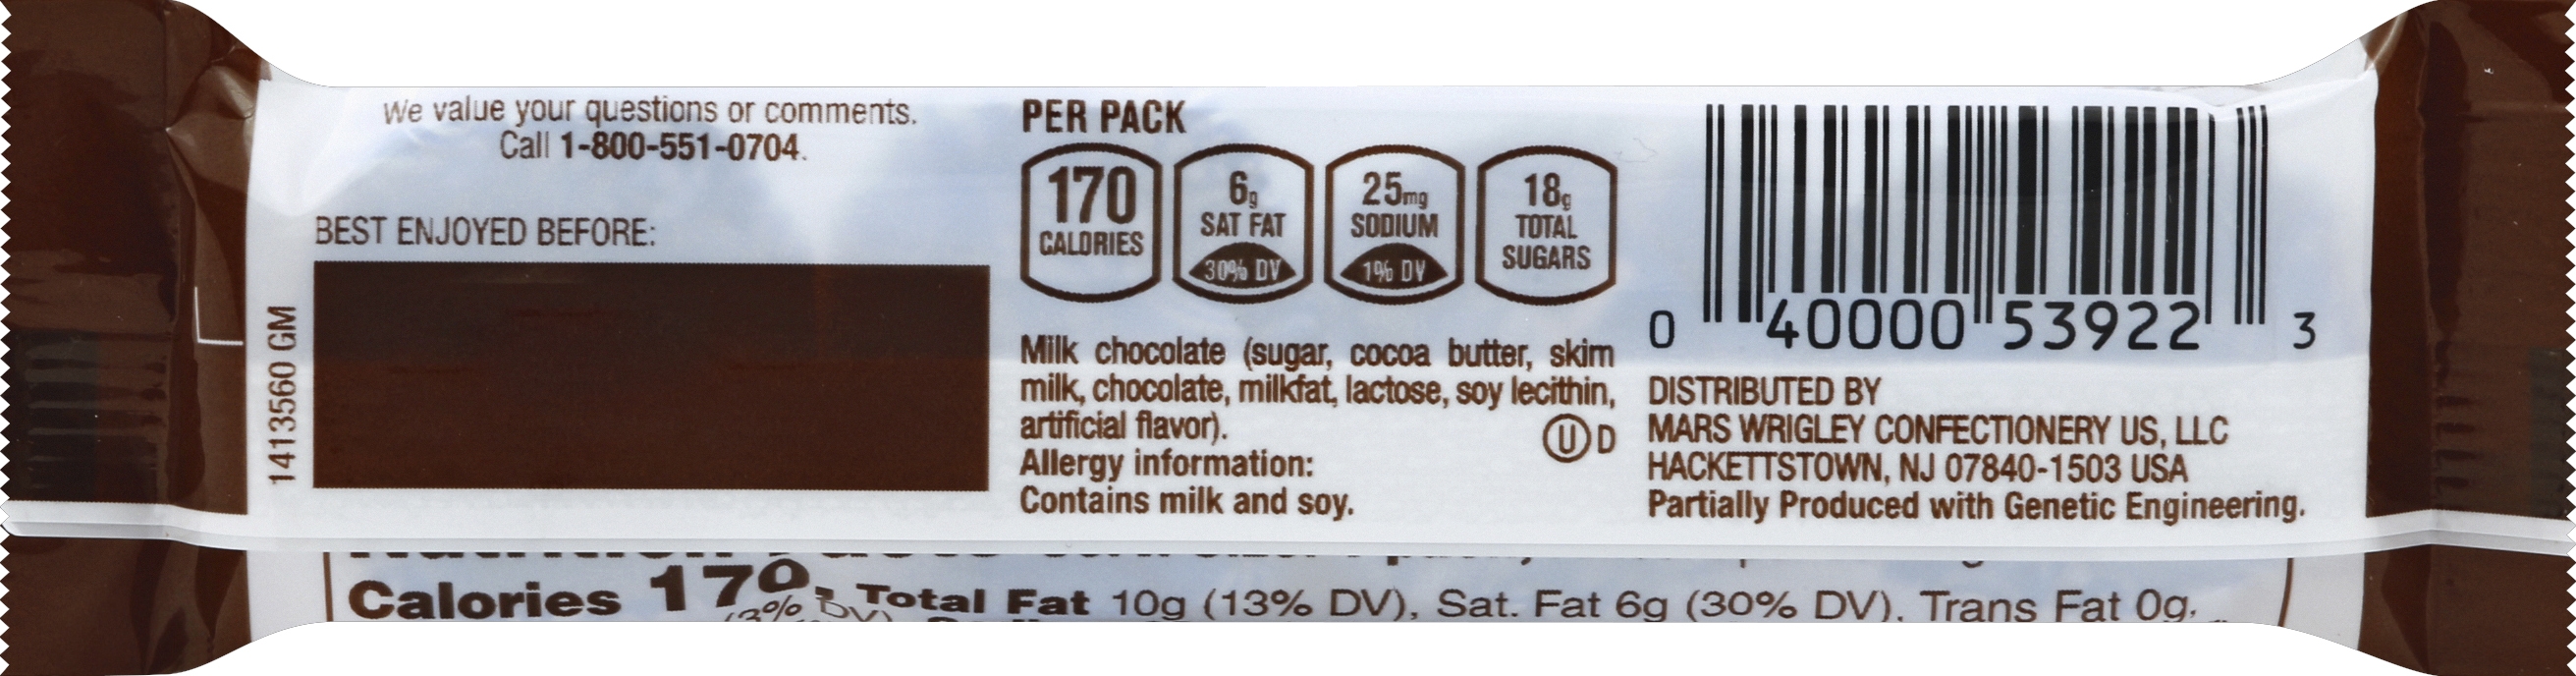 We value your questions or comments.
Call 1-800-551-0704.
BEST ENJOYED BEFORE:
1413560 GM
PER PACK
170 CALORIES
6g SAT FAT 30% DV
25mg SODIUM 1% DV
18g TOTAL SUGARS
Milk chocolate (sugar, cocoa butter, skim
milk, chocolate, milkfat, lactose, soy lecithin,
artificial flavor).
U D
Allergy information:
Contains milk and soy.
0 40000 53922 3
DISTRIBUTED BY
MARS WRIGLEY CONFECTIONERY US, LLC
HACKETTSTOWN, NJ 07840-1503 USA
Partially Produced with Genetic Engineering.
Calories 170, Total Fat 10g (13% DV), Sat. Fat 6g (30% DV), Trans Fat 0g,